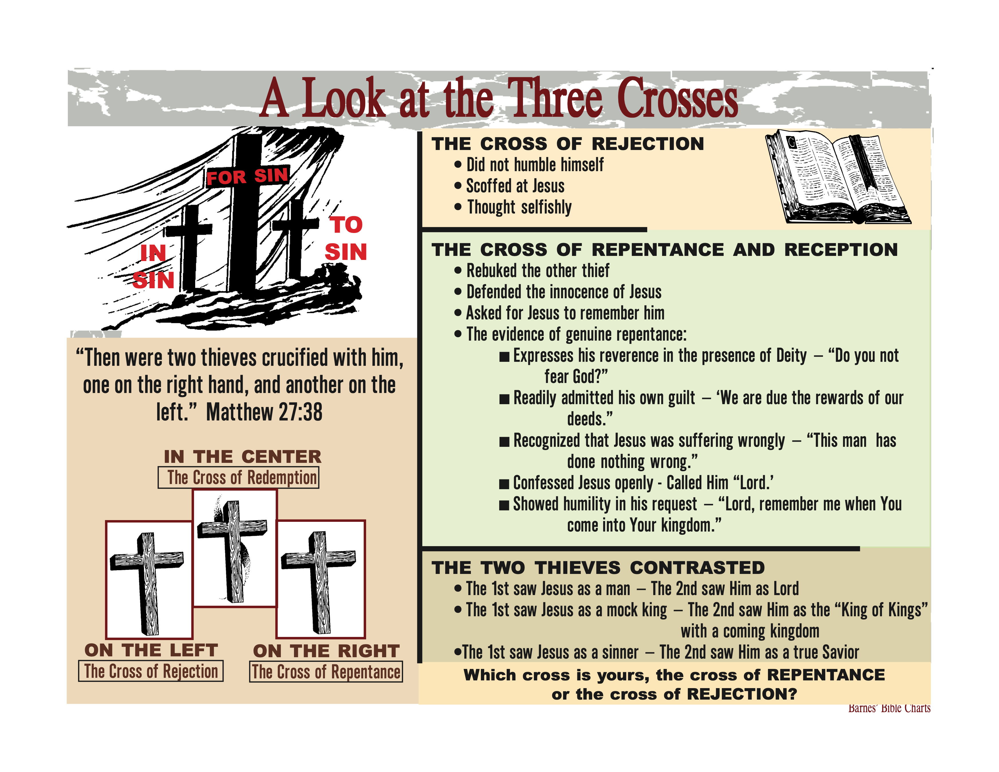 A Look at the Three Crosses
FOR SIN
IN
SIN
TO
SIN
“Then were two thieves crucified with him,
one on the right hand, and another on the
left.” Matthew 27:38
IN THE CENTER
The Cross of Redemption
ON THE LEFT
The Cross of Rejection
ON THE RIGHT
The Cross of Repentance
THE CROSS OF REJECTION
• Did not humble himself
• Scoffed at Jesus
• Thought selfishly
THE CROSS OF REPENTANCE AND RECEPTION
• Rebuked the other thief
• Defended the innocence of Jesus
• Asked for Jesus to remember him
• The evidence of genuine repentance:
■ Expresses his reverence in the presence of Deity – “Do you not
fear God?”
■ Readily admitted his own guilt – ‘We are due the rewards of our
deeds.”
■ Recognized that Jesus was suffering wrongly – “This man has
done nothing wrong.”
■ Confessed Jesus openly - Called Him “Lord.’
■ Showed humility in his request – “Lord, remember me when You
come into Your kingdom.”
THE TWO THIEVES CONTRASTED
• The 1st saw Jesus as a man – The 2nd saw Him as Lord
• The 1st saw Jesus as a mock king – The 2nd saw Him as the “King of Kings”
with a coming kingdom
•The 1st saw Jesus as a sinner – The 2nd saw Him as a true Savior
Which cross is yours, the cross of REPENTANCE
or the cross of REJECTION?
Barnes’ Bible Charts